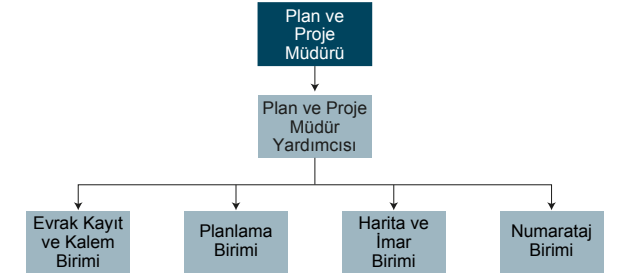 Plan ve
Proje
Müdürü
Plan ve Proje
Müdür
Yardımcısı
Evrak Kayıt
ve Kalem
Birimi
Planlama
Birimi
Harita ve
İmar
Birimi
Numarataj
Birimi